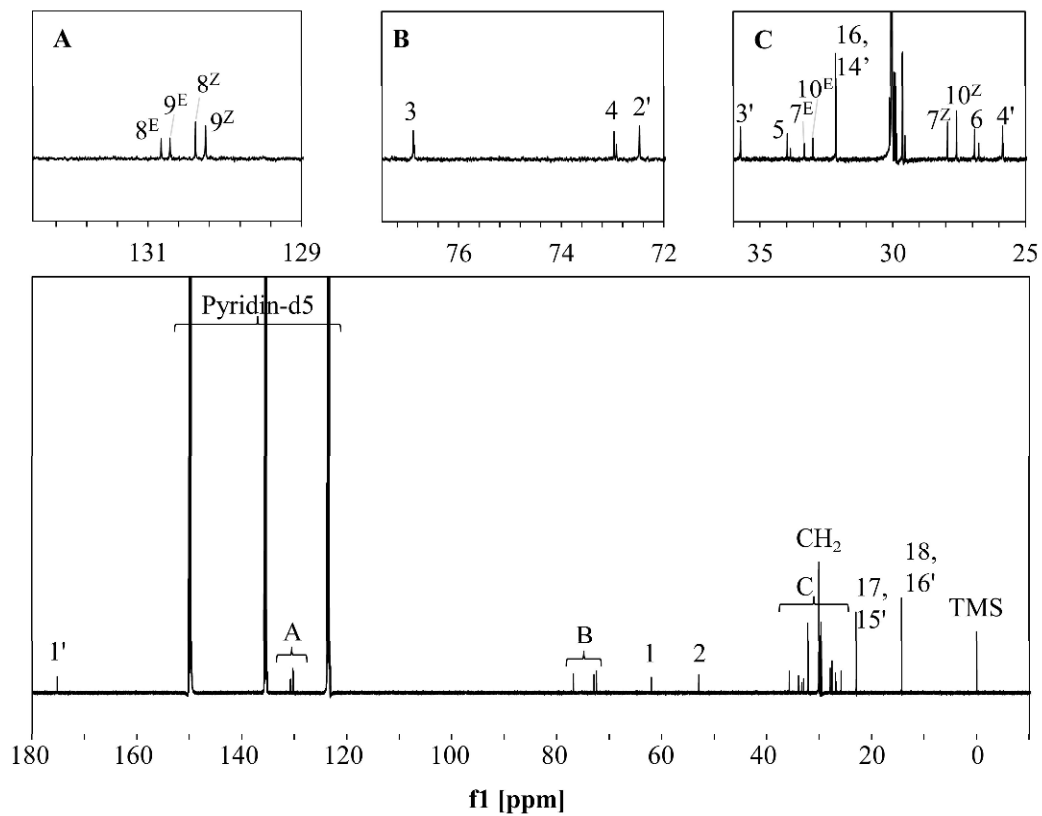 A
8ᴱ
9ᴱ
8ᶻ
9ᶻ
131
129
B
3
4
2'
76
74
72
C
3'
5
7ᴱ
10ᴱ
16,
14’
7ᶻ
10ᶻ
6
4'
35
30
25
Pyridin-d5
1'
A
B
1
2
C
CH₂
17,
15'
18,
16'
TMS
180
160
140
120
100
80
60
40
20
0
f1 [ppm]